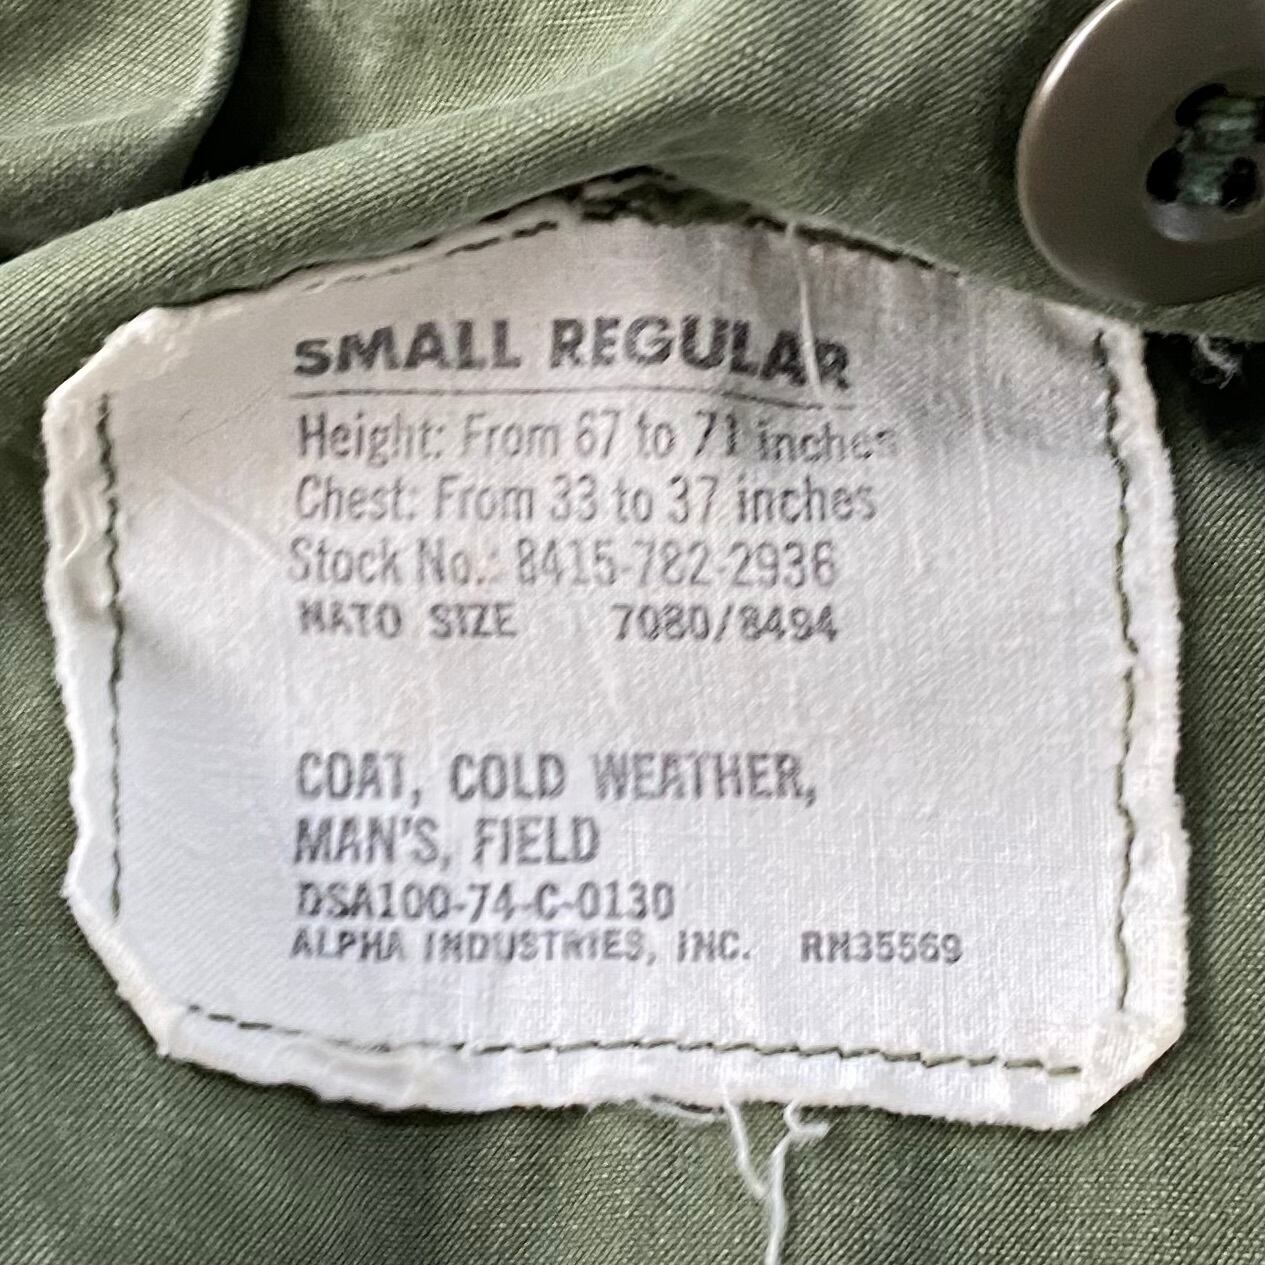 SMALL REGULAR
Height: From 67 to 71 inches
Chest: From 33 to 37 inches
Stock No.: 8415-782-2936
NATO SIZE 7080/8494
COAT, COLD WEATHER,
MAN'S, FIELD
DSA100-74-C-0130
ALPHA INDUSTRIES, INC. RN35569